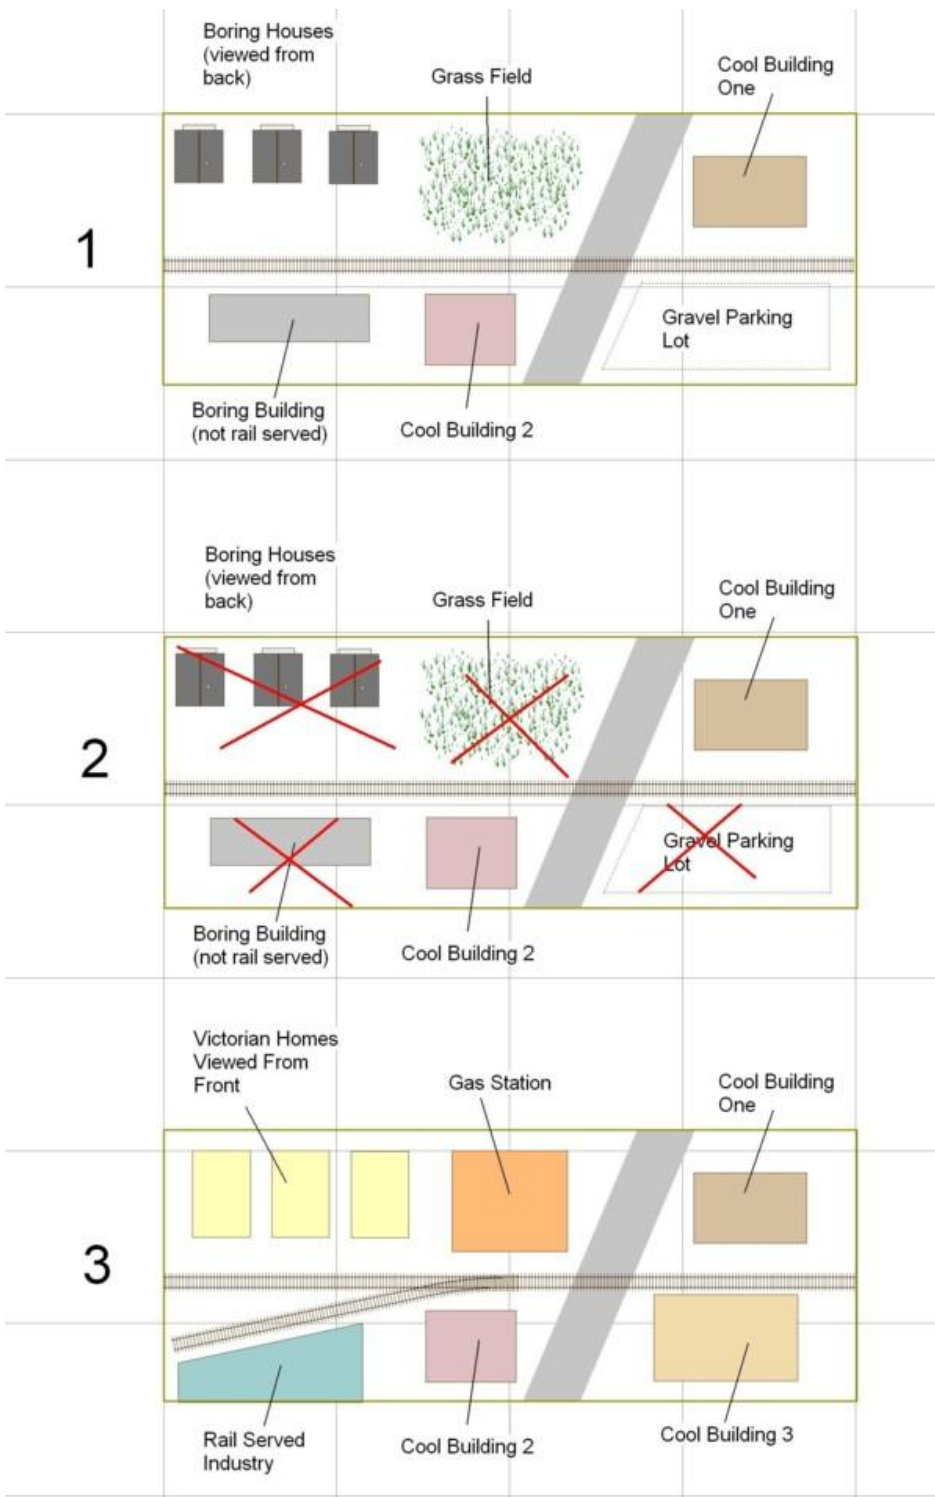 Boring Houses
(viewed from
back)
Grass Field
Cool Building
One
1
Gravel Parking
Lot
Boring Building
(not rail served)
Cool Building 2
Boring Houses
(viewed from
back)
Grass Field
Cool Building
One
2
Gravel Parking
Lot
Boring Building
(not rail served)
Cool Building 2
Victorian Homes
Viewed From
Front
Gas Station
Cool Building
One
3
Rail Served
Industry
Cool Building 2
Cool Building 3